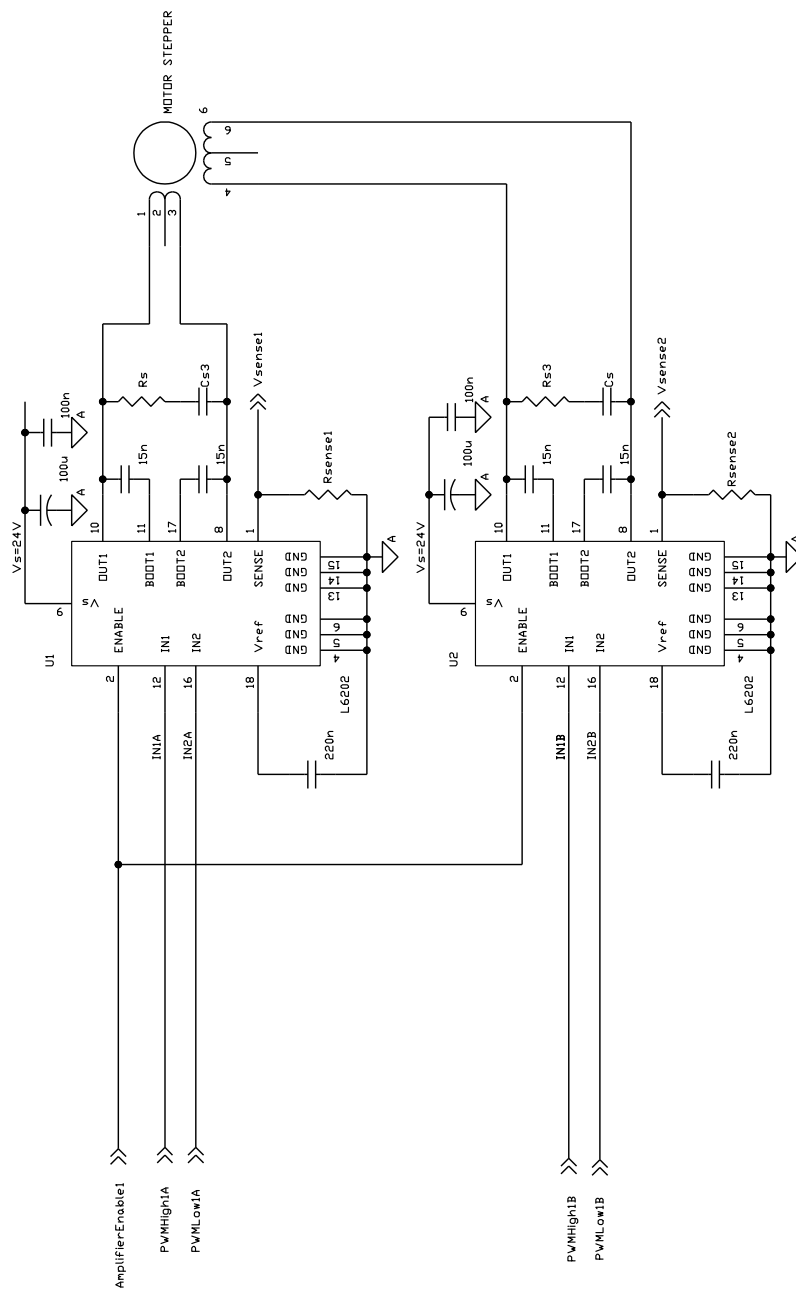 MOTOR STEPPER
1
2
3
4
5
6
6
Vs=24V
100u
A
100n
A
Rs
Cs3
15n
15n
Vsense1
Rsense1
A
U1
L6202
9
Vs
10
OUT1
11
BOOT1
17
BOOT2
8
OUT2
1
SENSE
ENABLE
2
IN1
12
IN2
16
Vref
18
GND
15
GND
14
GND
13
GND
6
GND
5
GND
4
220n
IN1A
IN2A
AmplifierEnable1
PWMHigh1A
PWMLow1A
Vs=24V
100u
A
100n
A
Rs3
Cs
15n
15n
Vsense2
Rsense2
A
U2
L6202
9
Vs
10
OUT1
11
BOOT1
17
BOOT2
8
OUT2
1
SENSE
ENABLE
2
IN1
12
IN2
16
Vref
18
GND
15
GND
14
GND
13
GND
6
GND
5
GND
4
220n
IN1B
IN2B
PWMHigh1B
PWMLow1B